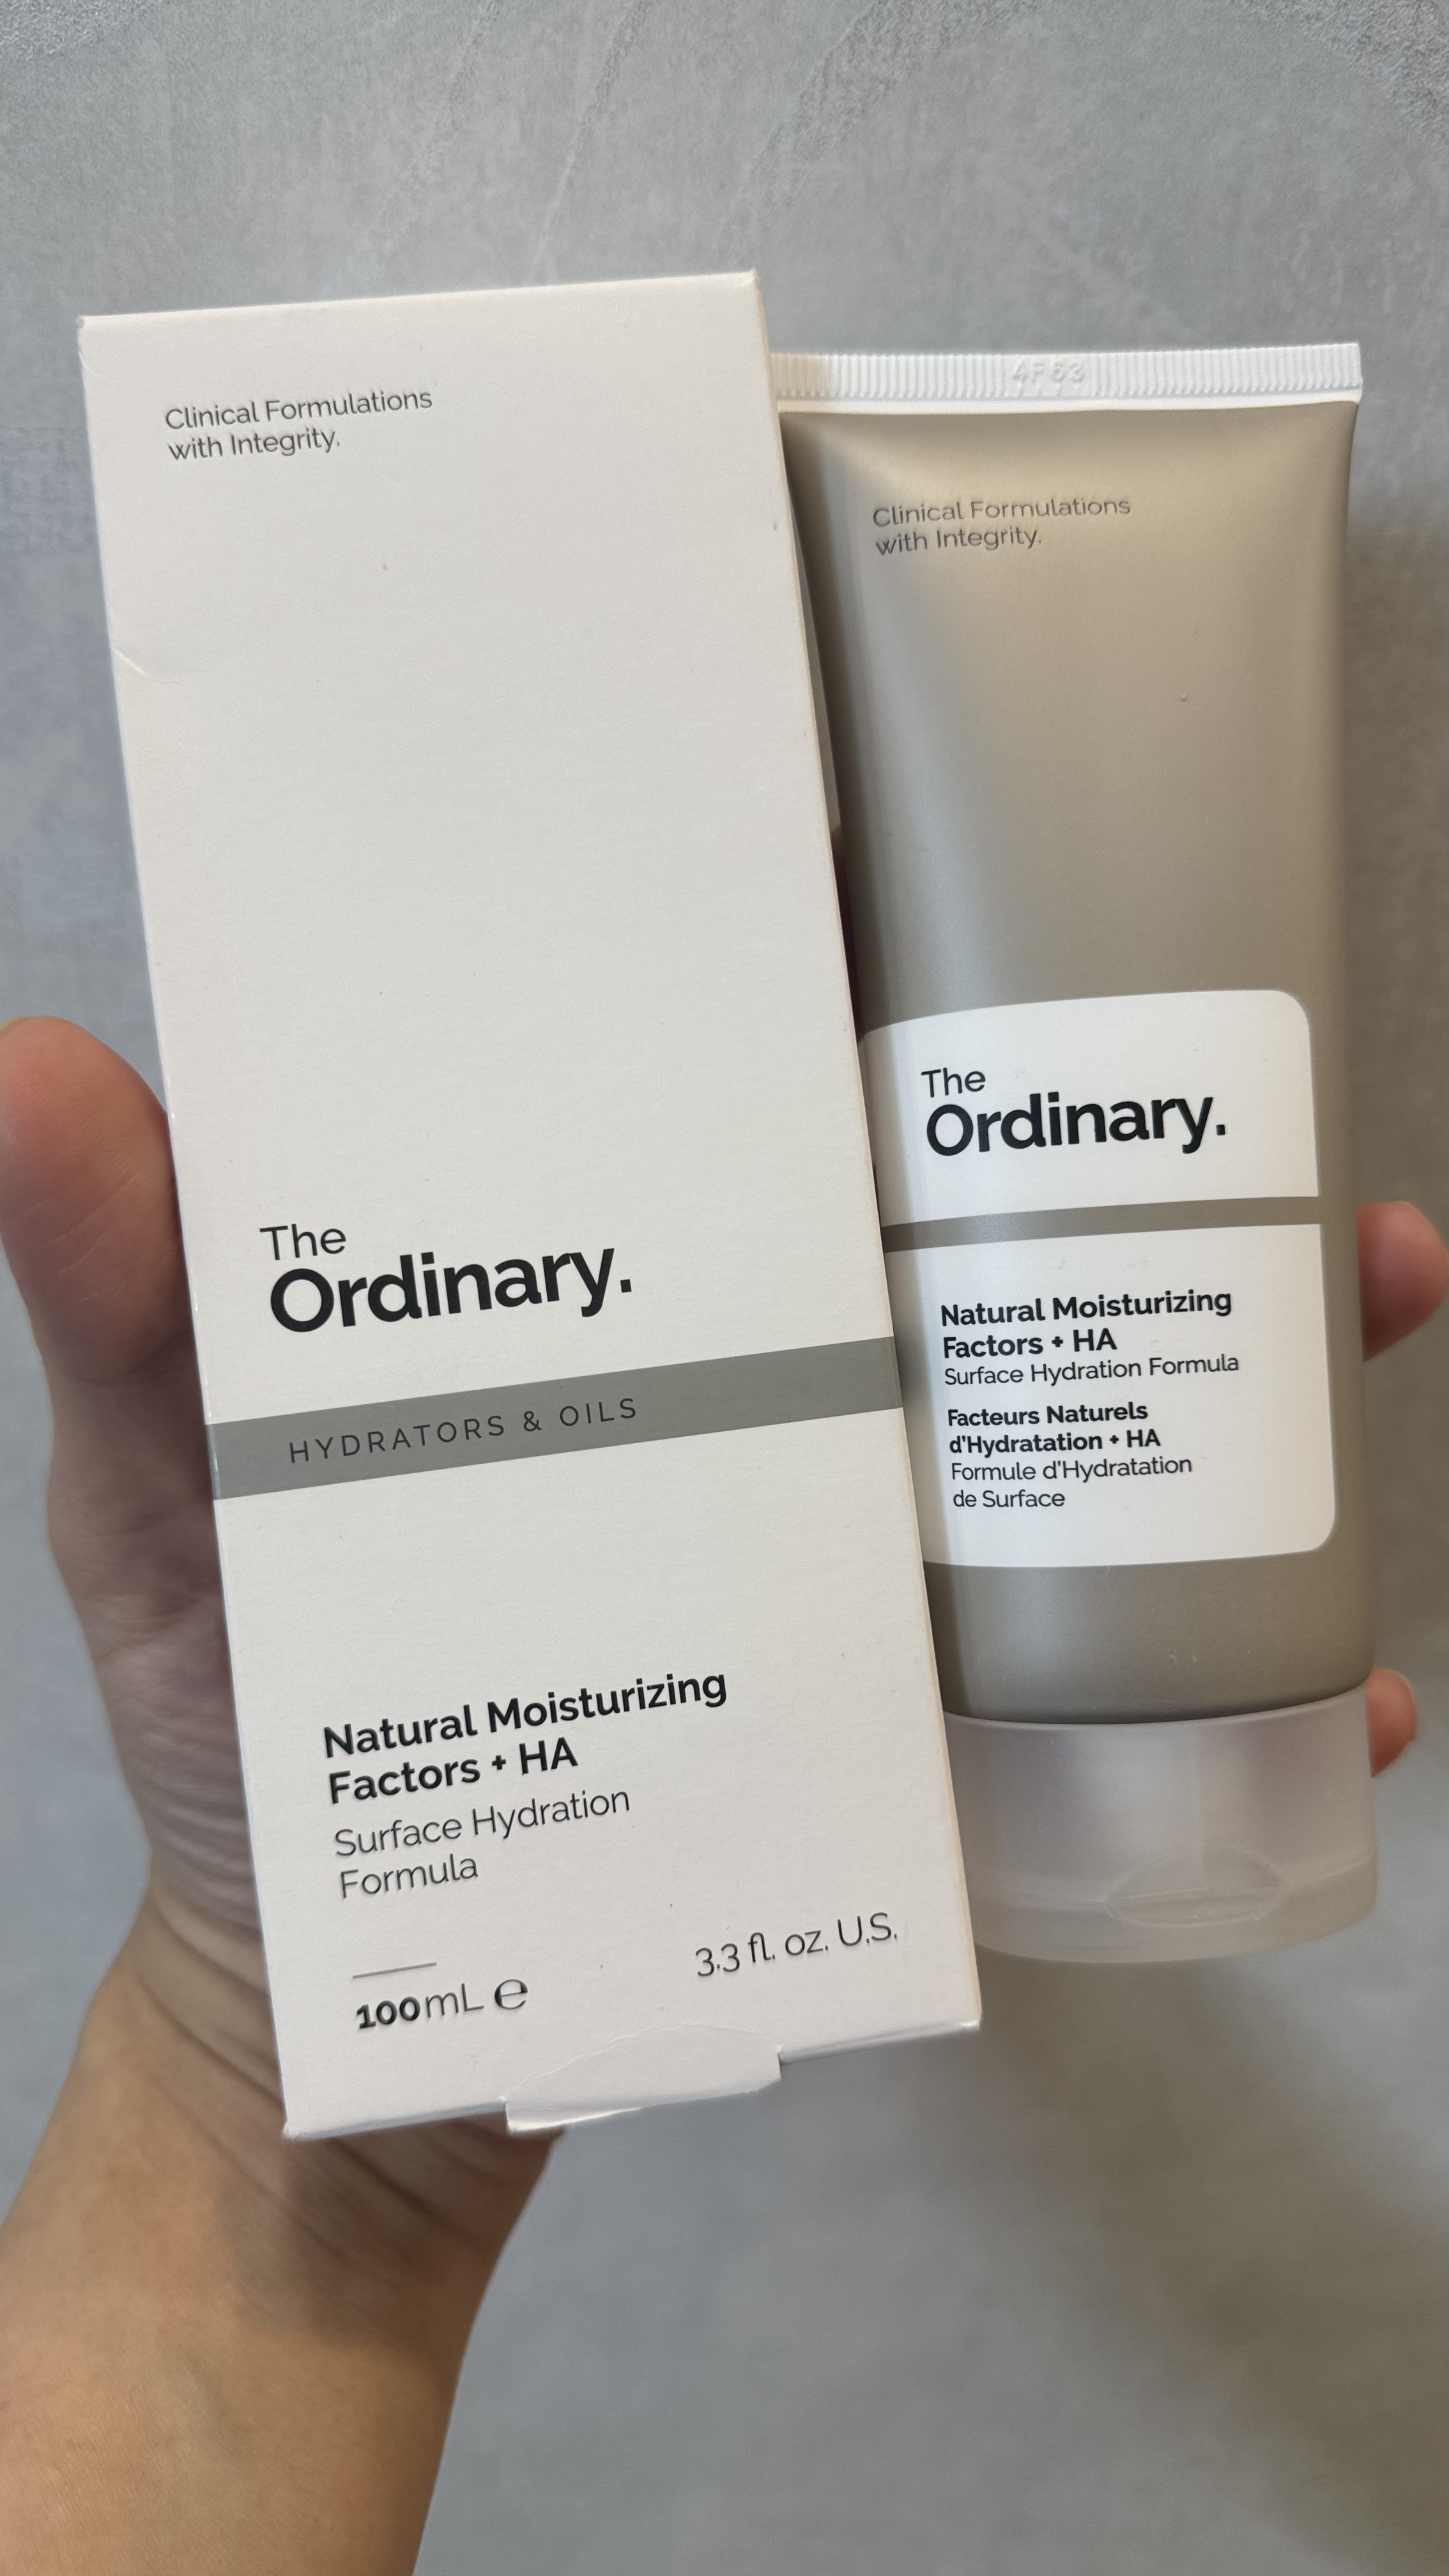 Clinical Formulations
with Integrity.
The
Ordinary.
HYDRATORS & OILS
Natural Moisturizing
Factors + HA
Surface Hydration
Formula
100mL ℮
3.3 fl. oz. U.S.
4F63
Clinical Formulations
with Integrity.
The
Ordinary.
Natural Moisturizing
Factors + HA
Surface Hydration Formula
Facteurs Naturels
d'Hydratation + HA
Formule d'Hydratation
de Surface